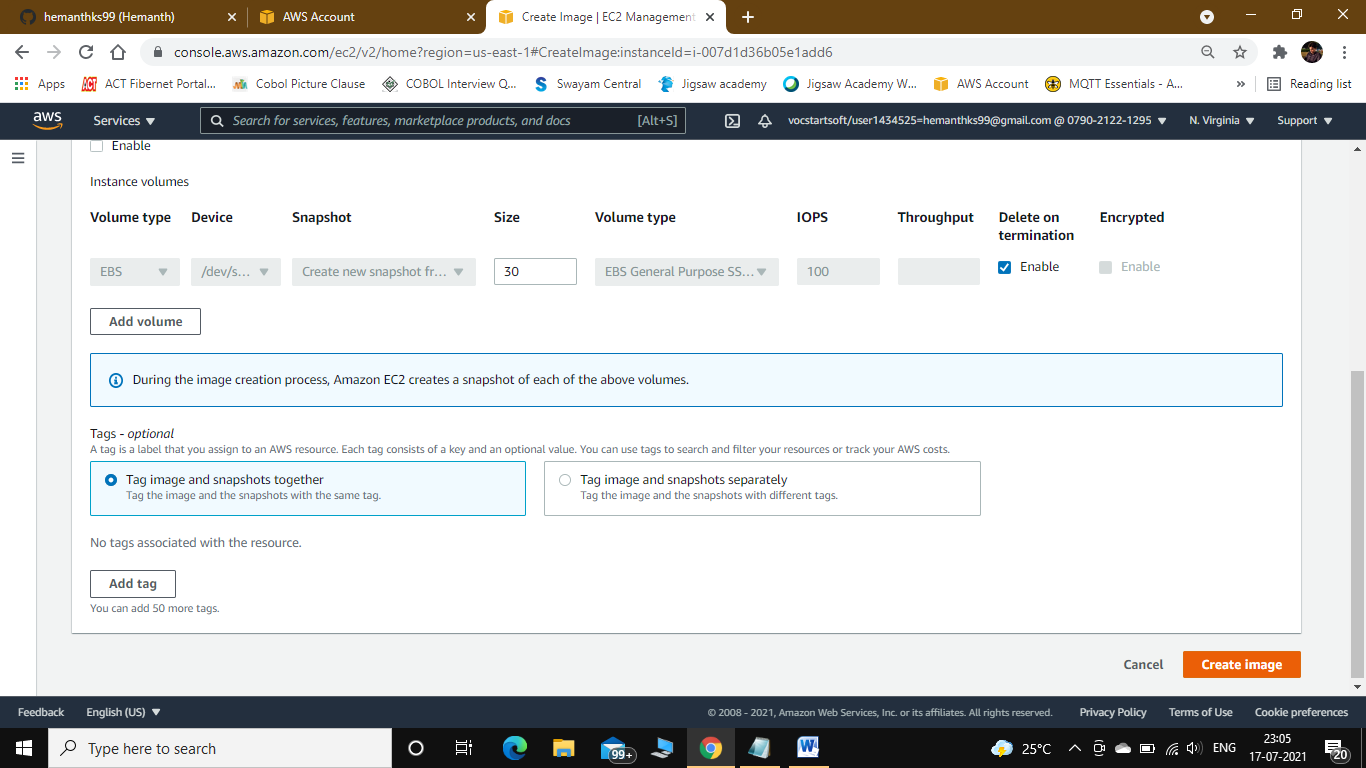 hemanthks99 (Hemanth)
AWS Account
Create Image | EC2 Management
console.aws.amazon.com/ec2/v2/home?region=us-east-1#CreateImage:instanceId=i-007d1d36b05e1add6
Apps ACT ACT Fibernet Portal... Cobol Picture Clause COBOL Interview Q... Swayam Central Jigsaw academy Jigsaw Academy W... AWS Account MQTT Essentials - A... » Reading list
aws Services Search for services, features, marketplace products, and docs [Alt+S] vocstartsoft/user1434525=hemanthks99@gmail.com @ 0790-2122-1295 N. Virginia Support
Enable
Instance volumes
Volume type Device Snapshot Size Volume type IOPS Throughput Delete on termination Encrypted
EBS /dev/s... Create new snapshot fr... 30 EBS General Purpose SS... 100 Enable Enable
Add volume
During the image creation process, Amazon EC2 creates a snapshot of each of the above volumes.
Tags - optional
A tag is a label that you assign to an AWS resource. Each tag consists of a key and an optional value. You can use tags to search and filter your resources or track your AWS costs.
Tag image and snapshots together
Tag the image and the snapshots with the same tag.
Tag image and snapshots separately
Tag the image and the snapshots with different tags.
No tags associated with the resource.
Add tag
You can add 50 more tags.
Cancel Create image
Feedback English (US) © 2008 - 2021, Amazon Web Services, Inc. or its affiliates. All rights reserved. Privacy Policy Terms of Use Cookie preferences
Type here to search 99+ 25°C ENG 23:05
17-07-2021 20